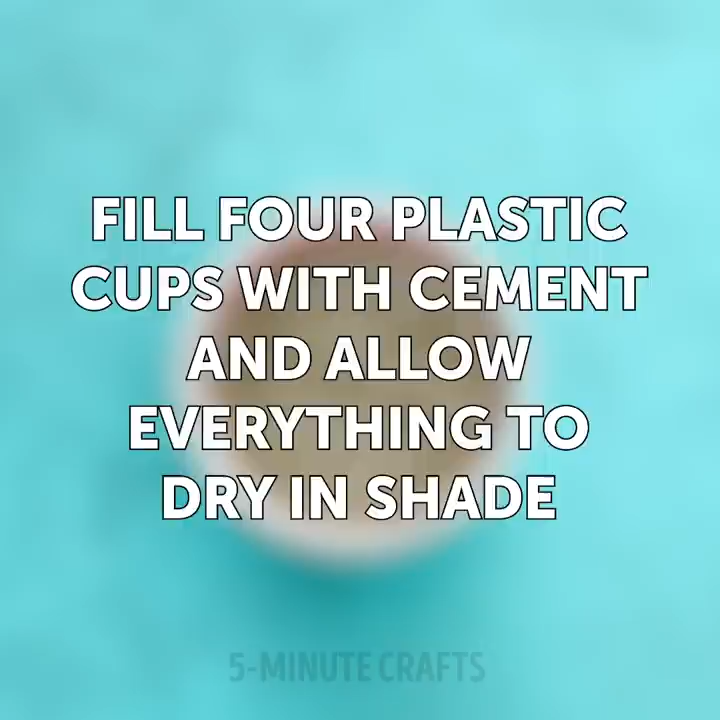 FILL FOUR PLASTIC
CUPS WITH CEMENT
AND ALLOW
EVERYTHING TO
DRY IN SHADE
5-MINUTE CRAFTS